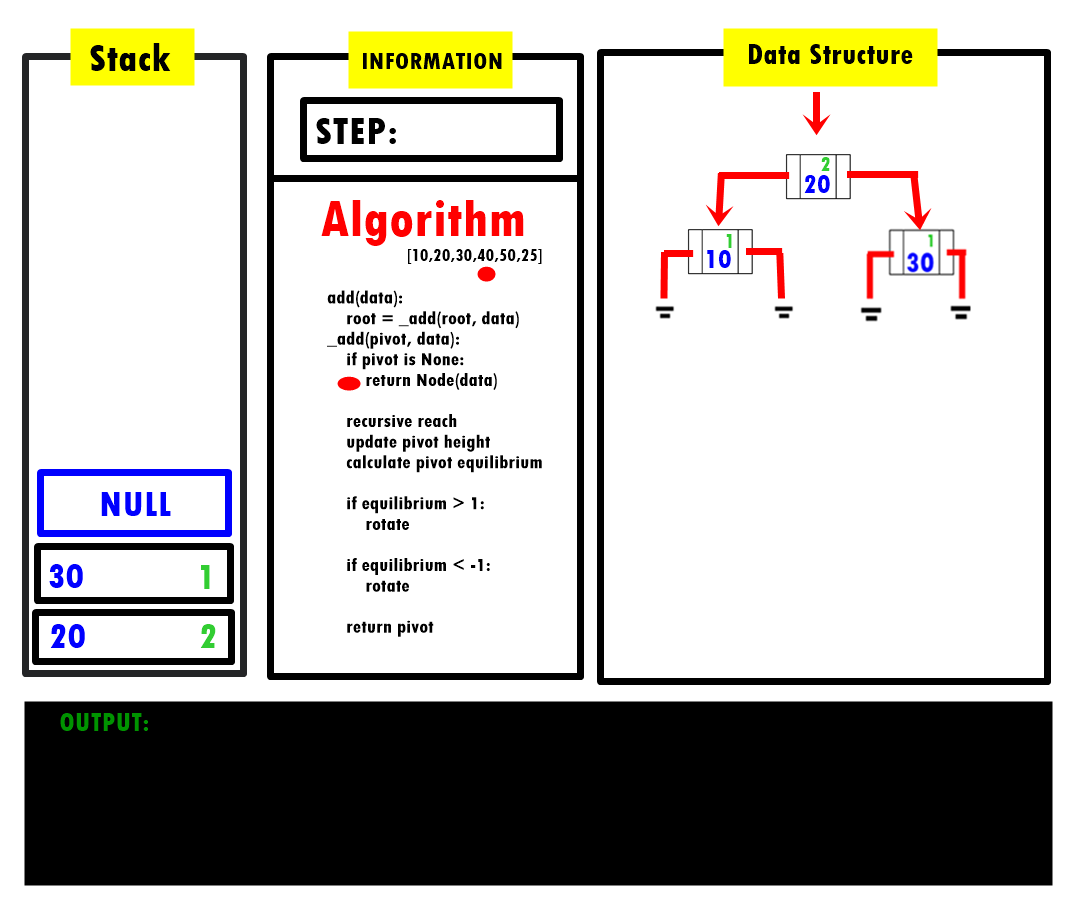 Stack
NULL
30 1
20 2
INFORMATION
STEP:
Algorithm
[10,20,30,40,50,25]
add(data):
root = _add(root, data)
_add(pivot, data):
if pivot is None:
return Node(data)
recursive reach
update pivot height
calculate pivot equilibrium
if equilibrium > 1:
rotate
if equilibrium < -1:
rotate
return pivot
Data Structure
2
20
1
10
1
30
OUTPUT: